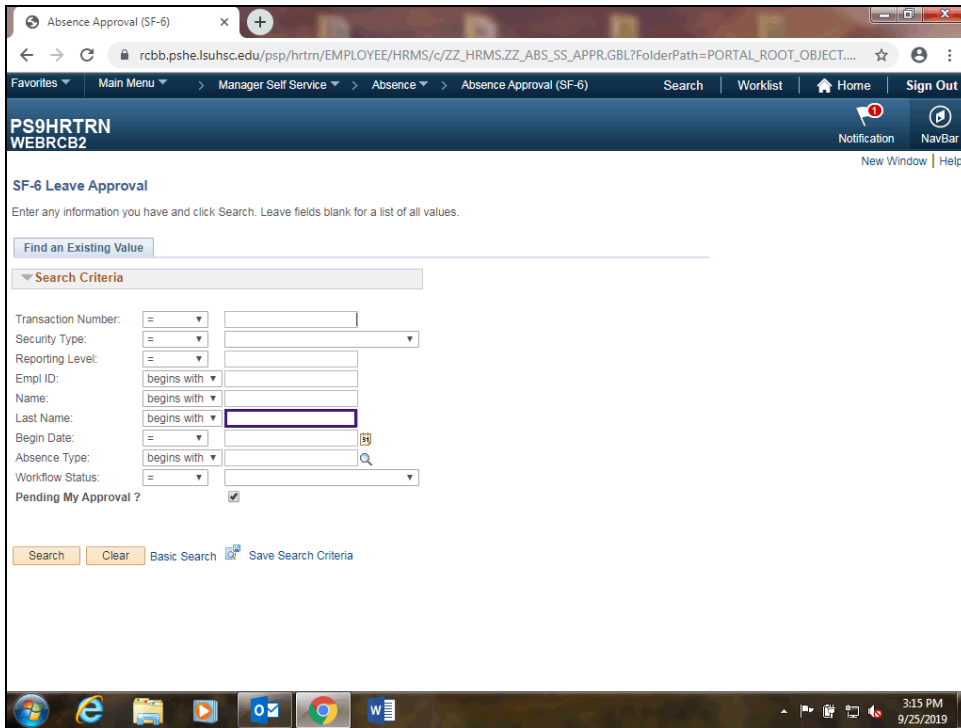 Absence Approval (SF-6)
rcbb.pshe.lsuhsc.edu/psp/hrtrn/EMPLOYEE/HRMS/c/ZZ_HRMS.ZZ_ABS_SS_APPR.GBL?FolderPath=PORTAL_ROOT_OBJECT....
Favorites Main Menu > Manager Self Service > Absence > Absence Approval (SF-6) Search Worklist Home Sign Out
PS9HRTRN
WEBRCB2
1
Notification NavBar
New Window | Help
SF-6 Leave Approval
Enter any information you have and click Search. Leave fields blank for a list of all values.
Find an Existing Value
Search Criteria
Transaction Number: =
Security Type: =
Reporting Level: =
Empl ID: begins with
Name: begins with
Last Name: begins with
Begin Date: = 31
Absence Type: begins with
Workflow Status: =
Pending My Approval ?
Search Clear Basic Search Save Search Criteria
3:15 PM
9/25/2019